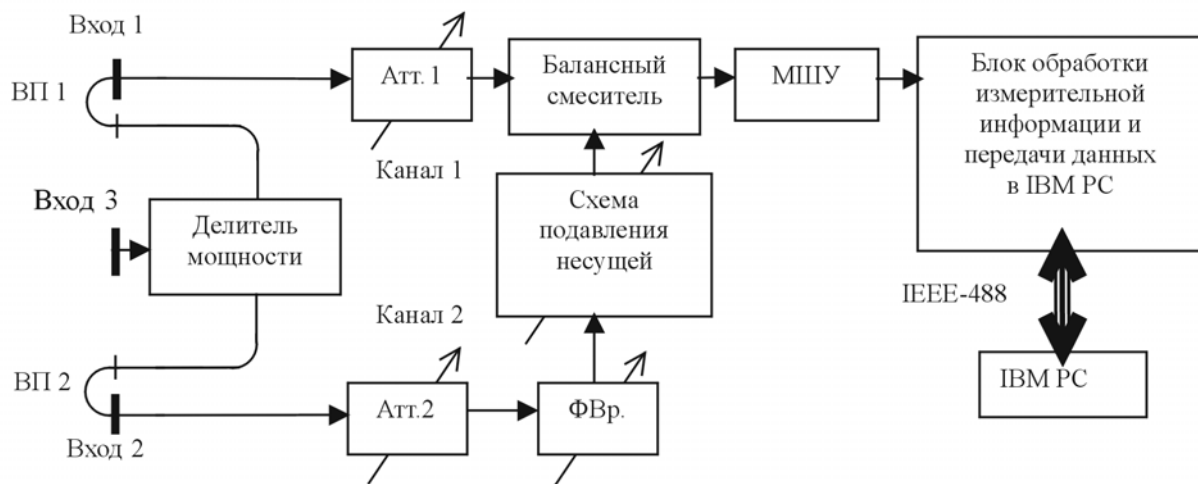 Вход 1
ВП 1
Атт. 1
Балансный
смеситель
МШУ
Блок обработки
измерительной
информации и
передачи данных
в IBM PC
Канал 1
Вход 3
Делитель
мощности
Схема
подавления
несущей
IEEE-488
Канал 2
ВП 2
Атт.2
ФВр.
IBM PC
Вход 2